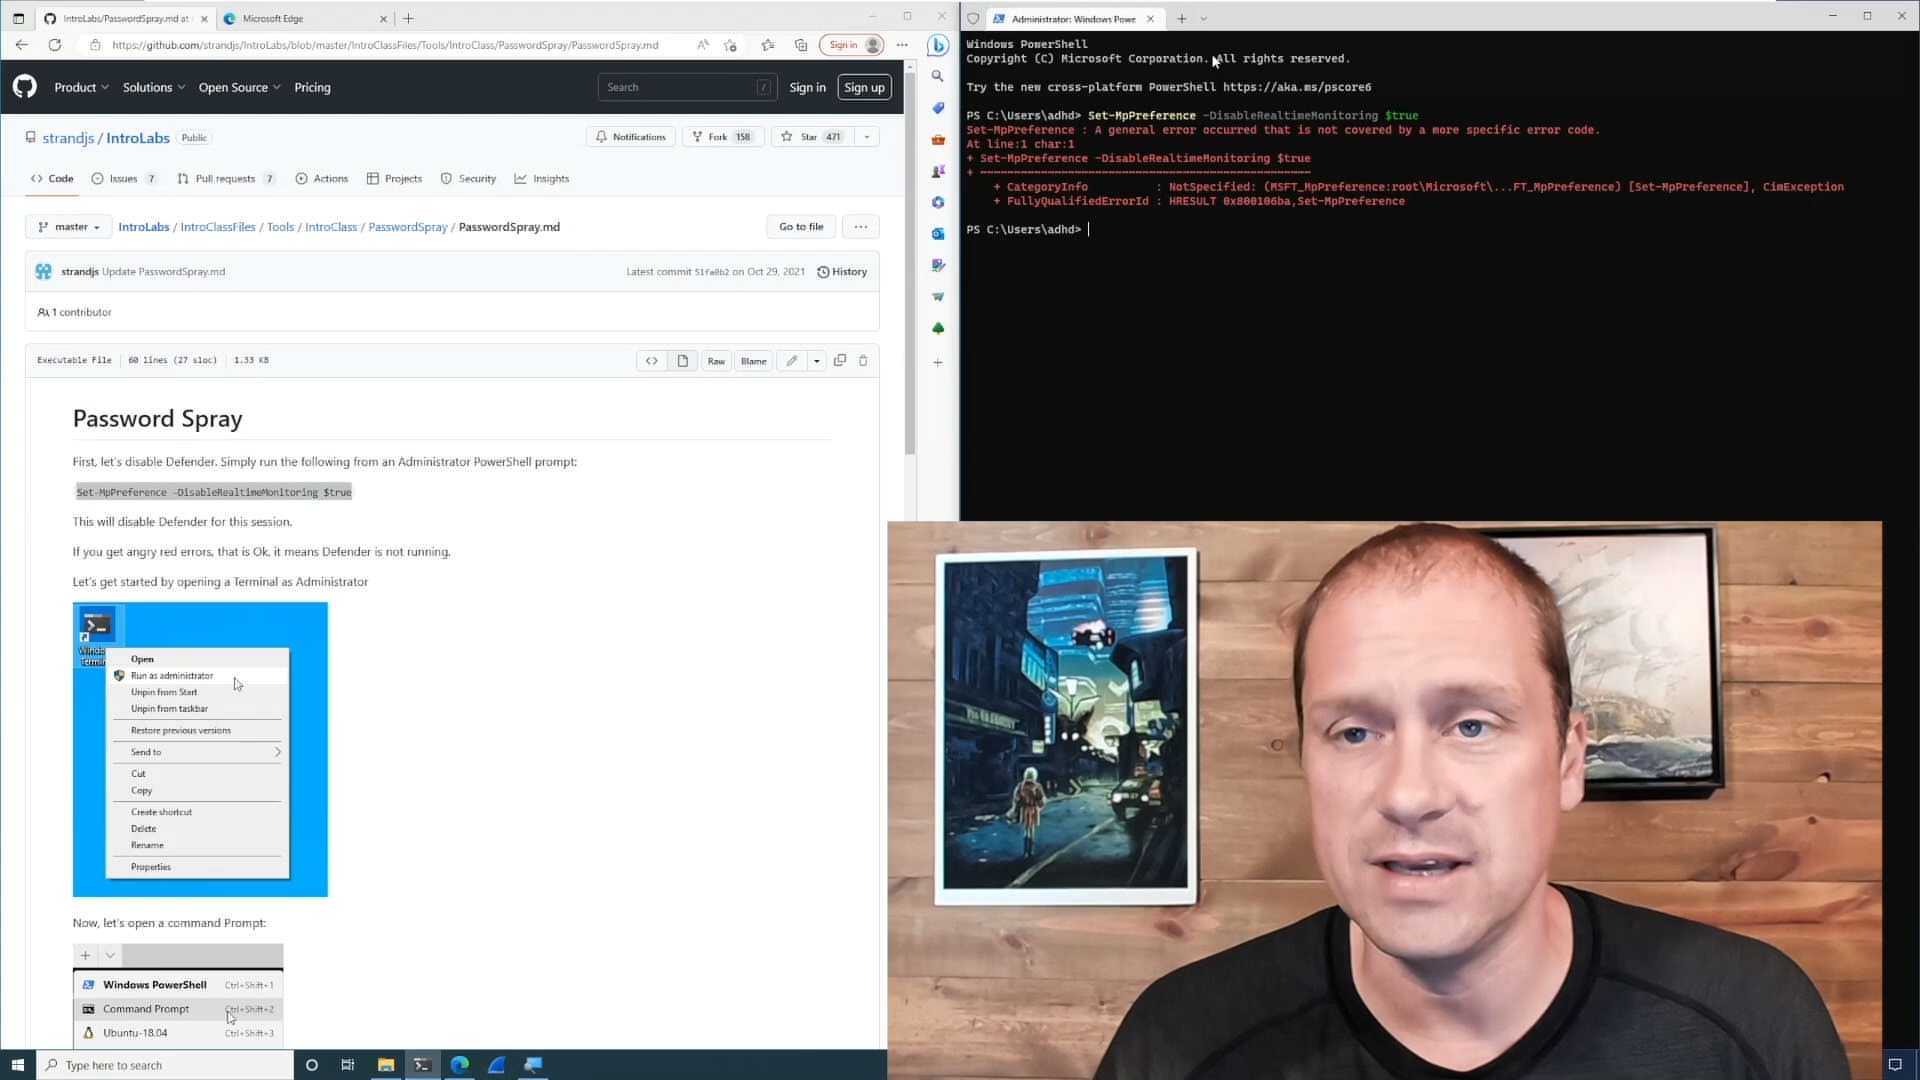 IntroLabs/PasswordSpray.md at
Microsoft Edge
https://github.com/strandjs/IntroLabs/blob/master/IntroClassFiles/Tools/IntroClass/PasswordSpray/PasswordSpray.md
Sign in
Product
Solutions
Open Source
Pricing
Search
/
Sign in
Sign up
strandjs / IntroLabs
Public
Notifications
Fork 158
Star 471
Code
Issues 7
Pull requests 7
Actions
Projects
Security
Insights
master
IntroLabs / IntroClassFiles / Tools / IntroClass / PasswordSpray / PasswordSpray.md
Go to file
strandjs Update PasswordSpray.md
Latest commit 51fa0b2 on Oct 29, 2021
History
1 contributor
Executable File
60 lines (27 sloc)
1.33 KB
Raw
Blame
Password Spray
First, let's disable Defender. Simply run the following from an Administrator PowerShell prompt:
Set-MpPreference -DisableRealtimeMonitoring $true
This will disable Defender for this session.
If you get angry red errors, that is Ok, it means Defender is not running.
Let's get started by opening a Terminal as Administrator
Open
Run as administrator
Unpin from Start
Unpin from taskbar
Restore previous versions
Send to
Cut
Copy
Create shortcut
Delete
Rename
Properties
Now, let's open a command Prompt:
Windows PowerShell Ctrl+Shift+1
Command Prompt Ctrl+Shift+2
Ubuntu-18.04 Ctrl+Shift+3
Type here to search
Administrator: Windows Powe
Windows PowerShell
Copyright (C) Microsoft Corporation. All rights reserved.
Try the new cross-platform PowerShell https://aka.ms/pscore6
PS C:\Users\adhd> Set-MpPreference -DisableRealtimeMonitoring $true
Set-MpPreference : A general error occurred that is not covered by a more specific error code.
At line:1 char:1
+ Set-MpPreference -DisableRealtimeMonitoring $true
+ ~~~~~~~~~~~~~~~~~~~~~~~~~~~~~~~~~~~~~~~~~~~~~~~~~
+ CategoryInfo : NotSpecified: (MSFT_MpPreference:root\Microsoft\...FT_MpPreference) [Set-MpPreference], CimException
+ FullyQualifiedErrorId : HRESULT 0x800106ba,Set-MpPreference
PS C:\Users\adhd>